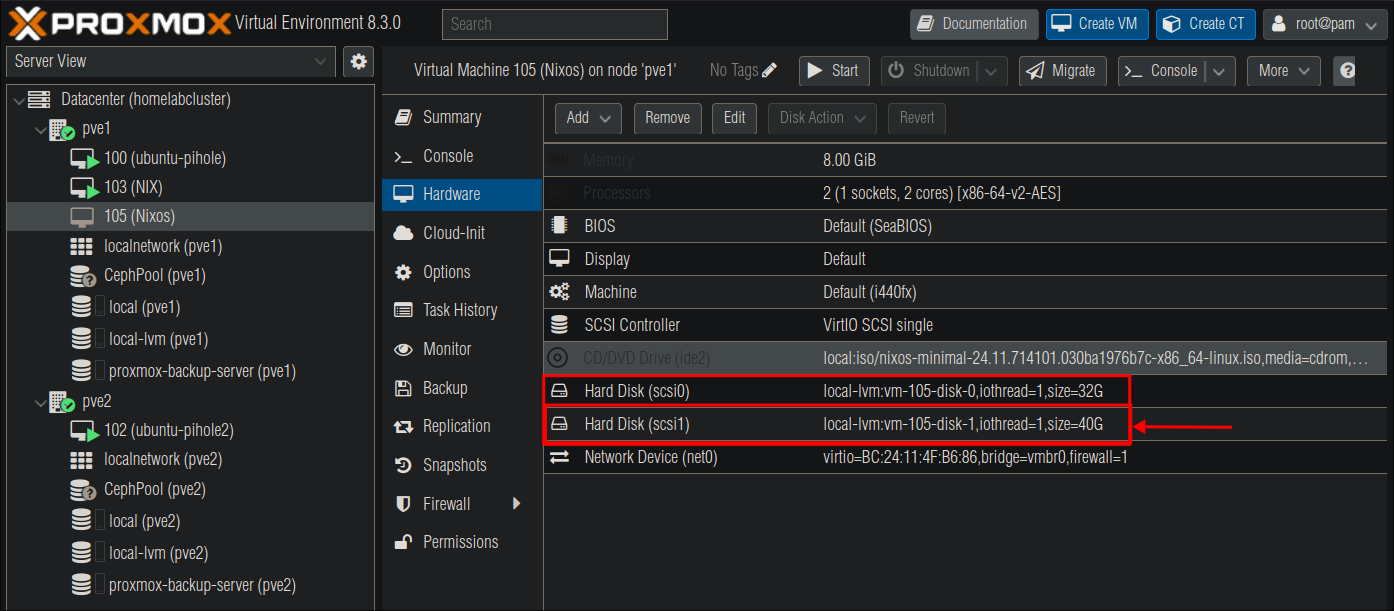 PROXMOX Virtual Environment 8.3.0
Search
Documentation
Create VM
Create CT
root@pam
Server View
Datacenter (homelabcluster)
pve1
100 (ubuntu-pihole)
103 (NIX)
105 (Nixos)
localnetwork (pve1)
CephPool (pve1)
local (pve1)
local-lvm (pve1)
proxmox-backup-server (pve1)
pve2
102 (ubuntu-pihole2)
localnetwork (pve2)
CephPool (pve2)
local (pve2)
local-lvm (pve2)
proxmox-backup-server (pve2)
Virtual Machine 105 (Nixos) on node 'pve1'
No Tags
Start
Shutdown
Migrate
Console
More
Summary
Console
Hardware
Cloud-Init
Options
Task History
Monitor
Backup
Replication
Snapshots
Firewall
Permissions
Add
Remove
Edit
Disk Action
Revert
Memory 8.00 GiB
Processors 2 (1 sockets, 2 cores) [x86-64-v2-AES]
BIOS Default (SeaBIOS)
Display Default
Machine Default (i440fx)
SCSI Controller VirtIO SCSI single
CD/DVD Drive (ide2) local:iso/nixos-minimal-24.11.714101.030ba1976b7c-x86_64-linux.iso,media=cdrom,…
Hard Disk (scsi0) local-lvm:vm-105-disk-0,iothread=1,size=32G
Hard Disk (scsi1) local-lvm:vm-105-disk-1,iothread=1,size=40G
Network Device (net0) virtio=BC:24:11:4F:B6:86,bridge=vmbr0,firewall=1